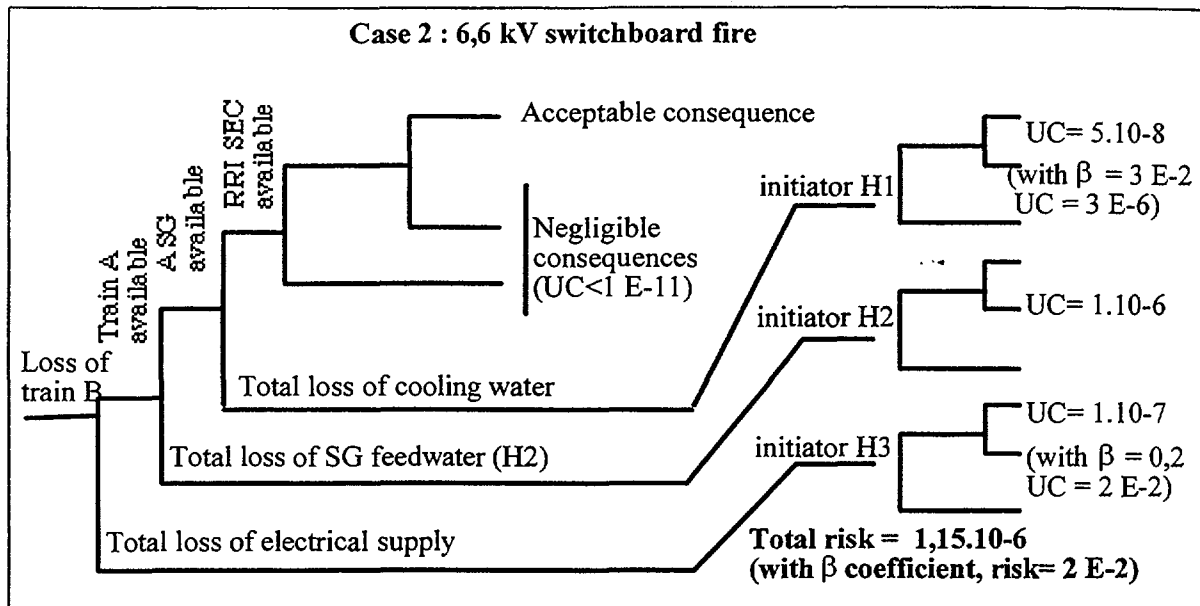 Case 2 : 6,6 kV switchboard fire
Train A
available
ASG
available
RRI SEC
available
Acceptable consequence
Negligible
consequences
(UC<1 E-11)
Loss of
train B
Total loss of cooling water
Total loss of SG feedwater (H2)
Total loss of electrical supply
initiator H1
UC= 5.10-8
(with β = 3 E-2
UC = 3 E-6)
initiator H2
UC= 1.10-6
initiator H3
UC= 1.10-7
(with β = 0,2
UC = 2 E-2)
Total risk = 1,15.10-6
(with β coefficient, risk= 2 E-2)